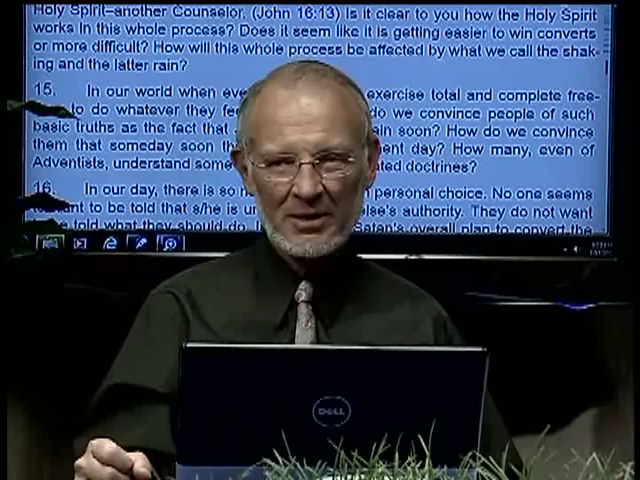 Holy Spirit–another Counselor. (John 16:13) Is it clear to you how the Holy Spirit
works in this whole process? Does it seem like it is getting easier to win converts
or more difficult? How will this whole process be affected by what we call the shak-
ing and the latter rain?
15. In our world when exercise total and complete free-
to do whatever they do we convince people of such
basic truths as the fact that ain soon? How do we convince
them that someday soon th ent day? How many, even of
Adventists, understand some ted doctrines?
16. In our day, there is so personal choice. No one seems
to be told that s/he is un else's authority. They do not want
told what they should do. Satan's overall plan to convert the
DELL